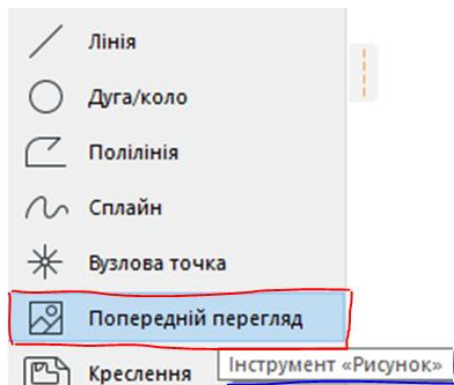 Лінія
Дуга/коло
Полілінія
Сплайн
Вузлова точка
Попередній перегляд
Інструмент «Рисунок»
Креслення